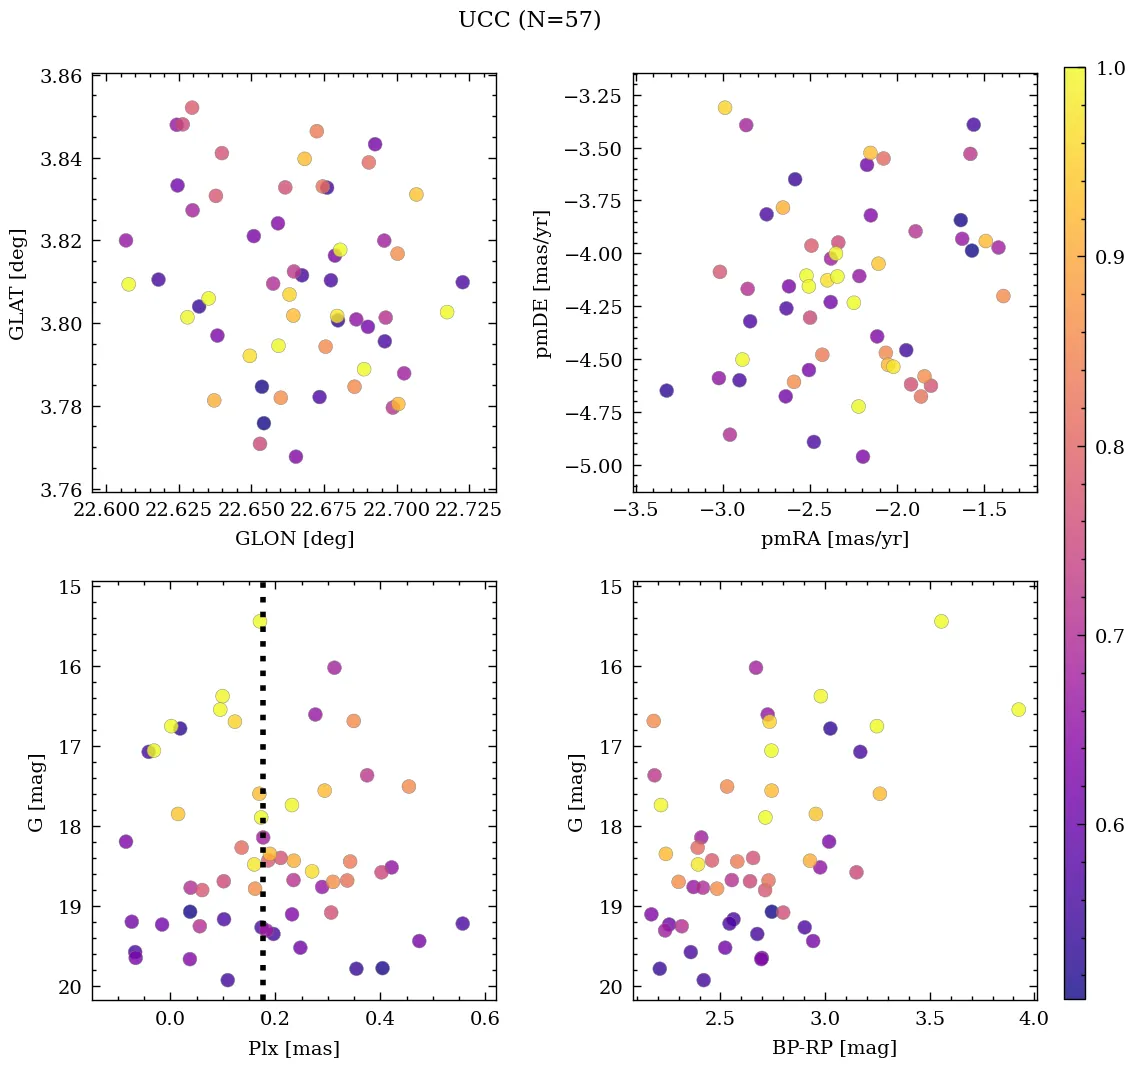 UCC (N=57)
3.86
3.84
3.82
3.80
3.78
3.76
GLAT [deg]
22.600 22.625 22.650 22.675 22.700 22.725
GLON [deg]
−3.25
−3.50
−3.75
−4.00
−4.25
−4.50
−4.75
−5.00
pmDE [mas/yr]
−3.5 −3.0 −2.5 −2.0 −1.5
pmRA [mas/yr]
15
16
17
18
19
20
G [mag]
0.0 0.2 0.4 0.6
Plx [mas]
15
16
17
18
19
20
G [mag]
2.5 3.0 3.5 4.0
BP-RP [mag]
1.0
0.9
0.8
0.7
0.6